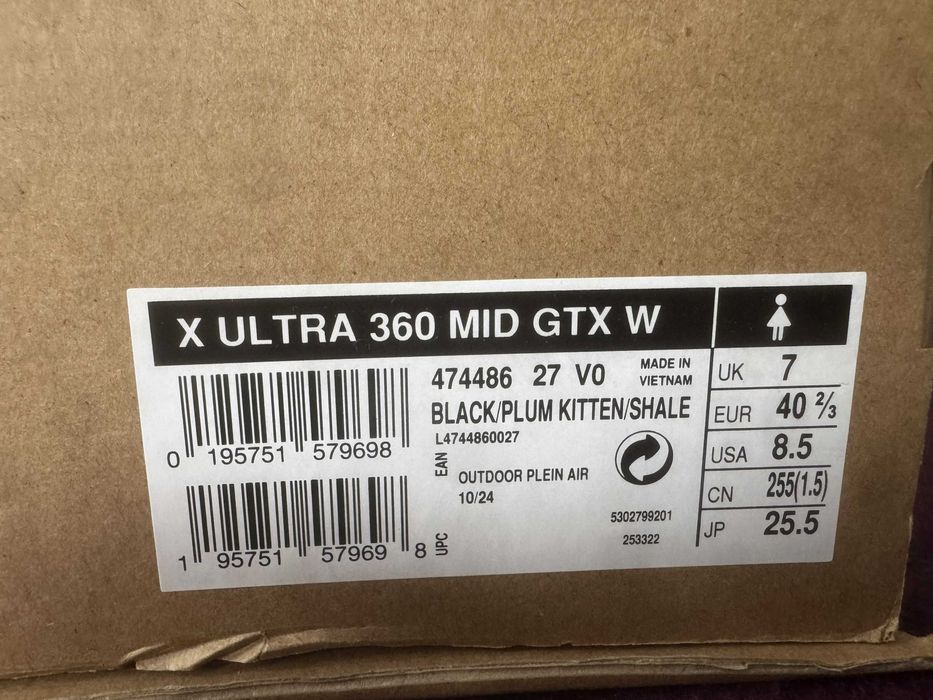 X ULTRA 360 MID GTX W
474486 27 V0
MADE IN
VIETNAM
BLACK/PLUM KITTEN/SHALE
L4744860027
0 195751 579698
EAN
OUTDOOR PLEIN AIR
10/24
1 95751 57969 8
UPC
5302799201
253322
UK 7
EUR 40 2/3
USA 8.5
CN 255(1.5)
JP 25.5